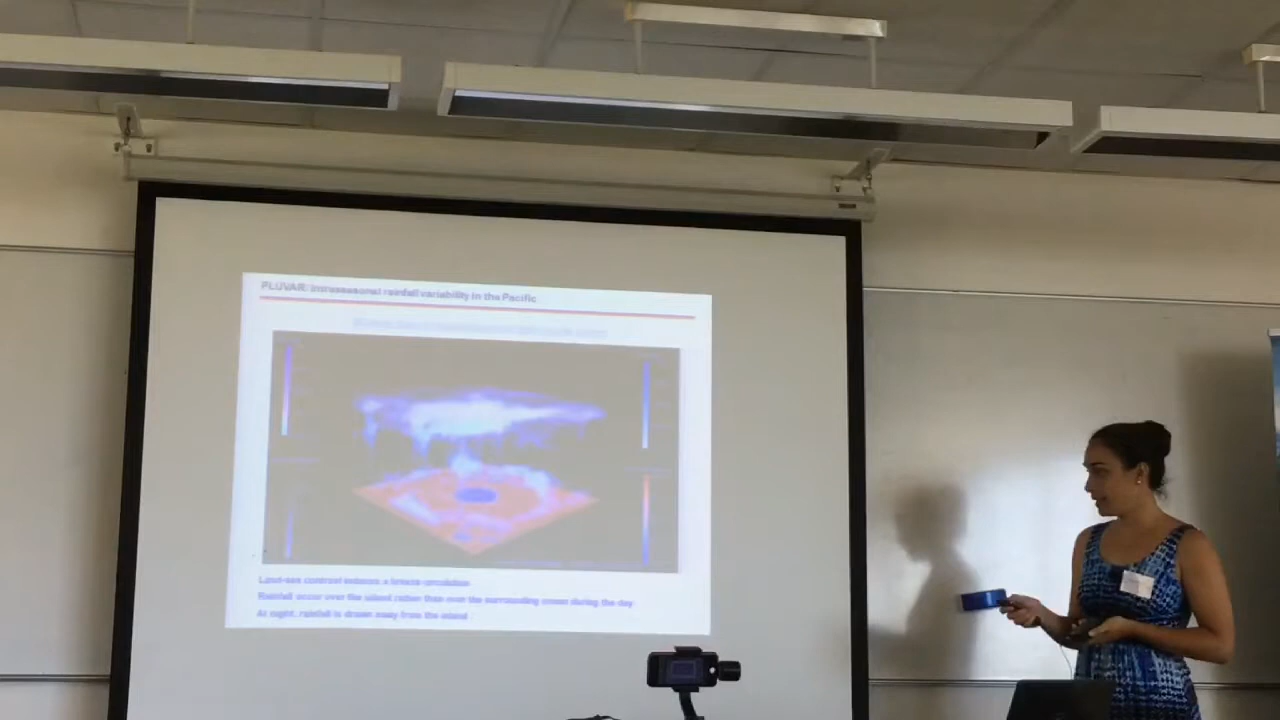 PLUVAR: Intraseasonal rainfall variability in the Pacific
Land-sea contrast induces a breeze circulation
Rainfall occur over the island rather than over the surrounding ocean during the day
At night, rainfall is drawn away from the island